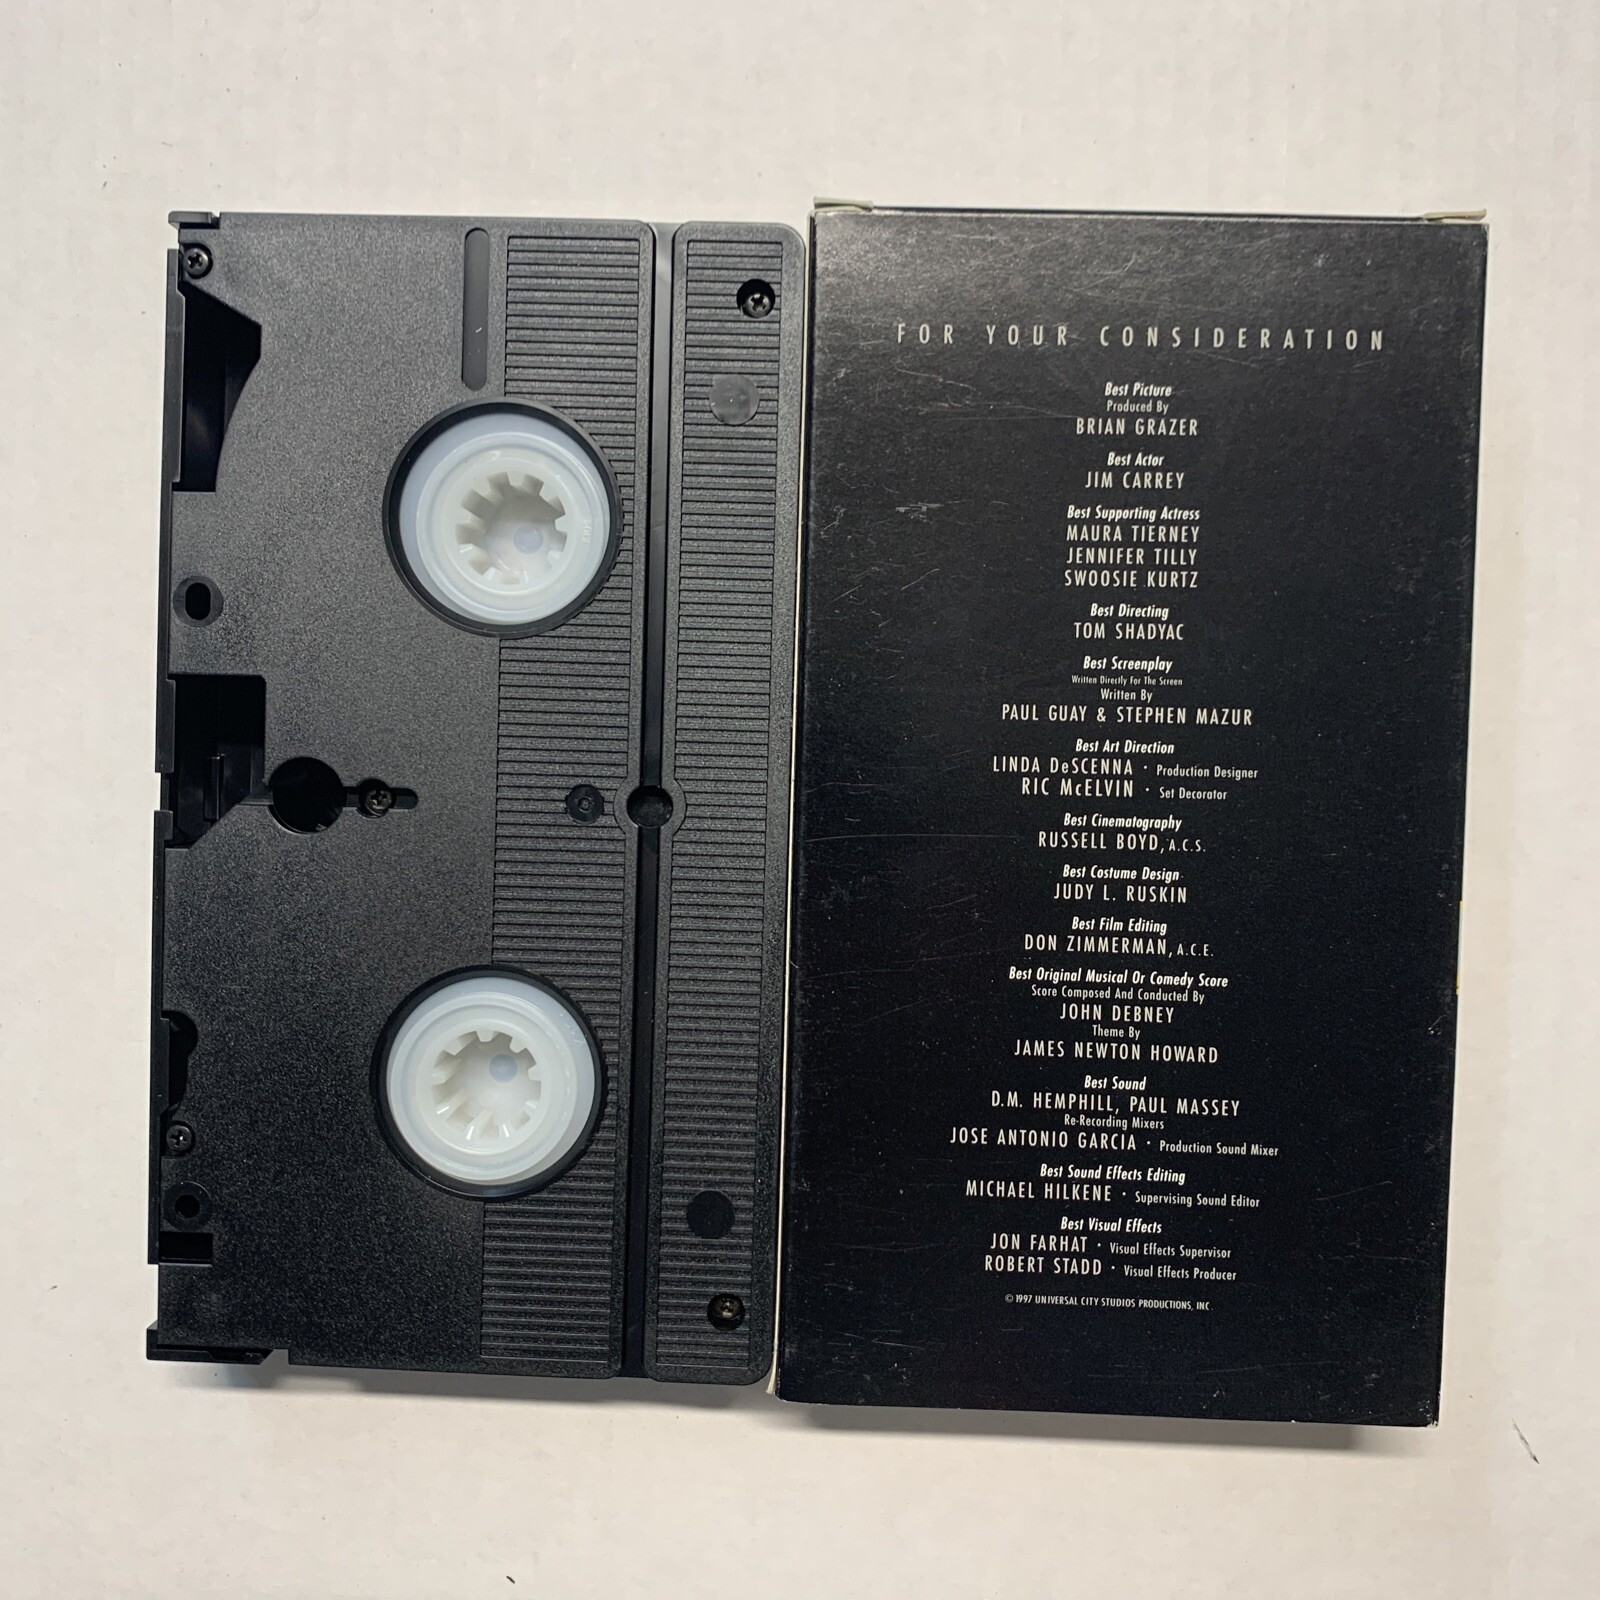 FOR YOUR CONSIDERATION
Best Picture
Produced By
BRIAN GRAZER
Best Actor
JIM CARREY
Best Supporting Actress
MAURA TIERNEY
JENNIFER TILLY
SWOOSIE KURTZ
Best Directing
TOM SHADYAC
Best Screenplay
Written Directly For The Screen
Written By
PAUL GUAY & STEPHEN MAZUR
Best Art Direction
LINDA DeSCENNA · Production Designer
RIC McELVIN · Set Decorator
Best Cinematography
RUSSELL BOYD, A.C.S.
Best Costume Design
JUDY L. RUSKIN
Best Film Editing
DON ZIMMERMAN, A.C.E.
Best Original Musical Or Comedy Score
Score Composed And Conducted By
JOHN DEBNEY
Theme By
JAMES NEWTON HOWARD
Best Sound
D.M. HEMPHILL, PAUL MASSEY
Re-Recording Mixers
JOSE ANTONIO GARCIA · Production Sound Mixer
Best Sound Effects Editing
MICHAEL HILKENE · Supervising Sound Editor
Best Visual Effects
JON FARHAT · Visual Effects Supervisor
ROBERT STADD · Visual Effects Producer
© 1997 UNIVERSAL CITY STUDIOS PRODUCTIONS, INC.